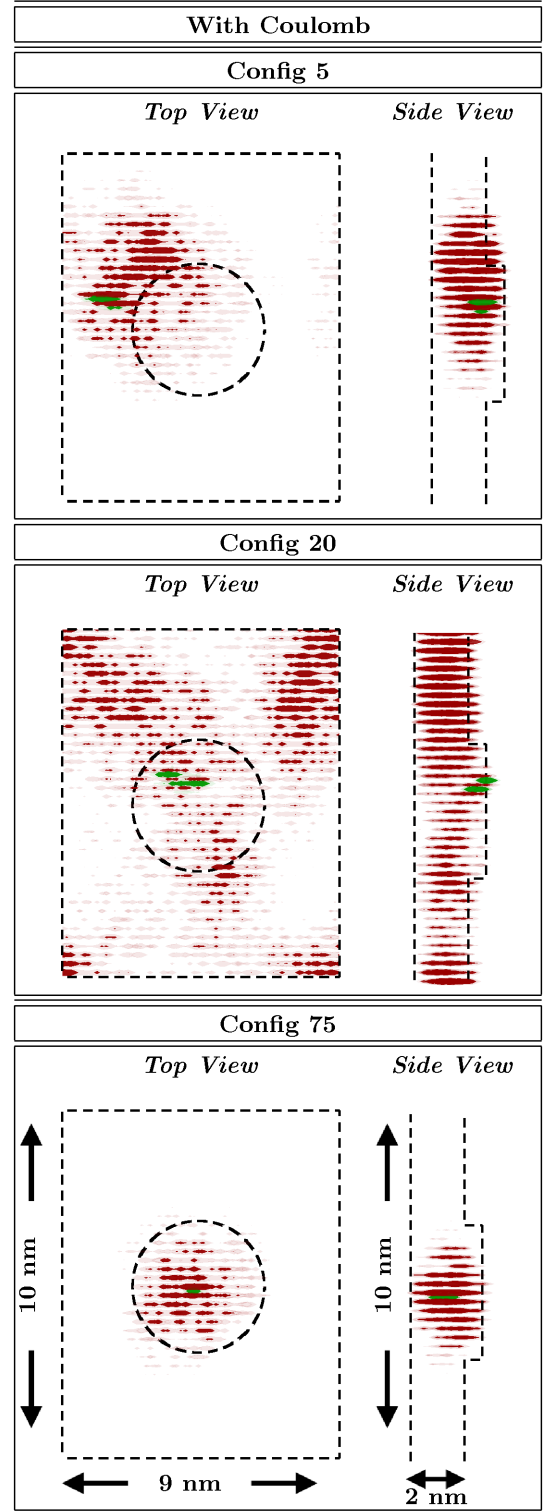 With Coulomb
Config 5
Top View Side View
Config 20
Top View Side View
Config 75
Top View Side View
10 nm 10 nm
9 nm
2 nm